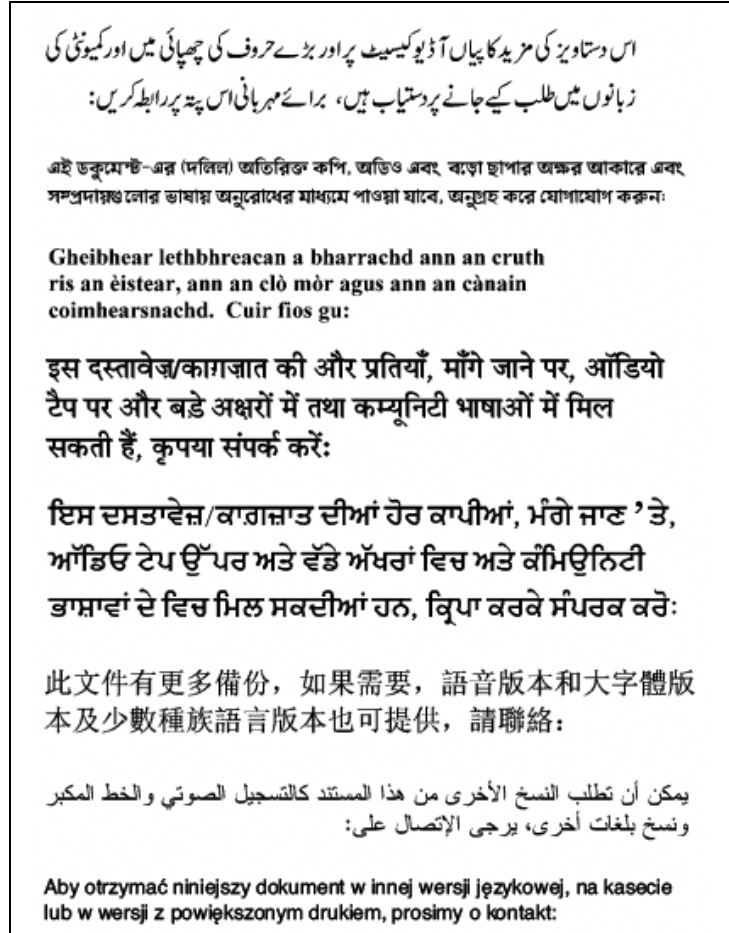 اس دستاویز کی مزید کاپیاں آڈیو کیسیٹ پر اور بڑے حروف کی چھپائی میں اور کمیونٹی کی
زبانوں میں طلب کیے جانے پر دستیاب ہیں، برائے مہربانی اس پتہ پر رابطہ کریں:
এই ডকুমেন্ট-এর (দলিল) অতিরিক্ত কপি, অডিও এবং বড়ো ছাপার অক্ষর আকারে এবং
সম্প্রদায়গুলোর ভাষায় অনুরোধের মাধ্যমে পাওয়া যাবে, অনুগ্রহ করে যোগাযোগ করুন:
Gheibhear lethbhreacan a bharrachd ann an cruth
ris an èistear, ann an clò mòr agus ann an cànain
coimhearsnachd. Cuir fios gu:
इस दस्तावेज़/काग़ज़ात की और प्रतियाँ, माँगे जाने पर, ऑडियो
टैप पर और बड़े अक्षरों में तथा कम्यूनिटी भाषाओं में मिल
सकती हैं, कृपया संपर्क करें:
ਇਸ ਦਸਤਾਵੇਜ਼/ਕਾਗ਼ਜ਼ਾਤ ਦੀਆਂ ਹੋਰ ਕਾਪੀਆਂ, ਮੰਗੇ ਜਾਣ ’ਤੇ,
ਆੱਡਿਓ ਟੇਪ ਉੱਪਰ ਅਤੇ ਵੱਡੇ ਅੱਖਰਾਂ ਵਿਚ ਅਤੇ ਕੰਮਿਉਨਿਟੀ
ਭਾਸ਼ਾਵਾਂ ਦੇ ਵਿਚ ਮਿਲ ਸਕਦੀਆਂ ਹਨ, ਕ੍ਰਿਪਾ ਕਰਕੇ ਸੰਪਰਕ ਕਰੋ:
此文件有更多備份，如果需要，語音版本和大字體版
本及少數種族語言版本也可提供，請聯絡：
يمكن أن تطلب النسخ الأخرى من هذا المستند كالتسجيل الصوتي والخط المكبر
ونسخ بلغات أخرى، يرجى الإتصال على:
Aby otrzymać niniejszy dokument w innej wersji językowej, na kasecie
lub w wersji z powiększonym drukiem, prosimy o kontakt: